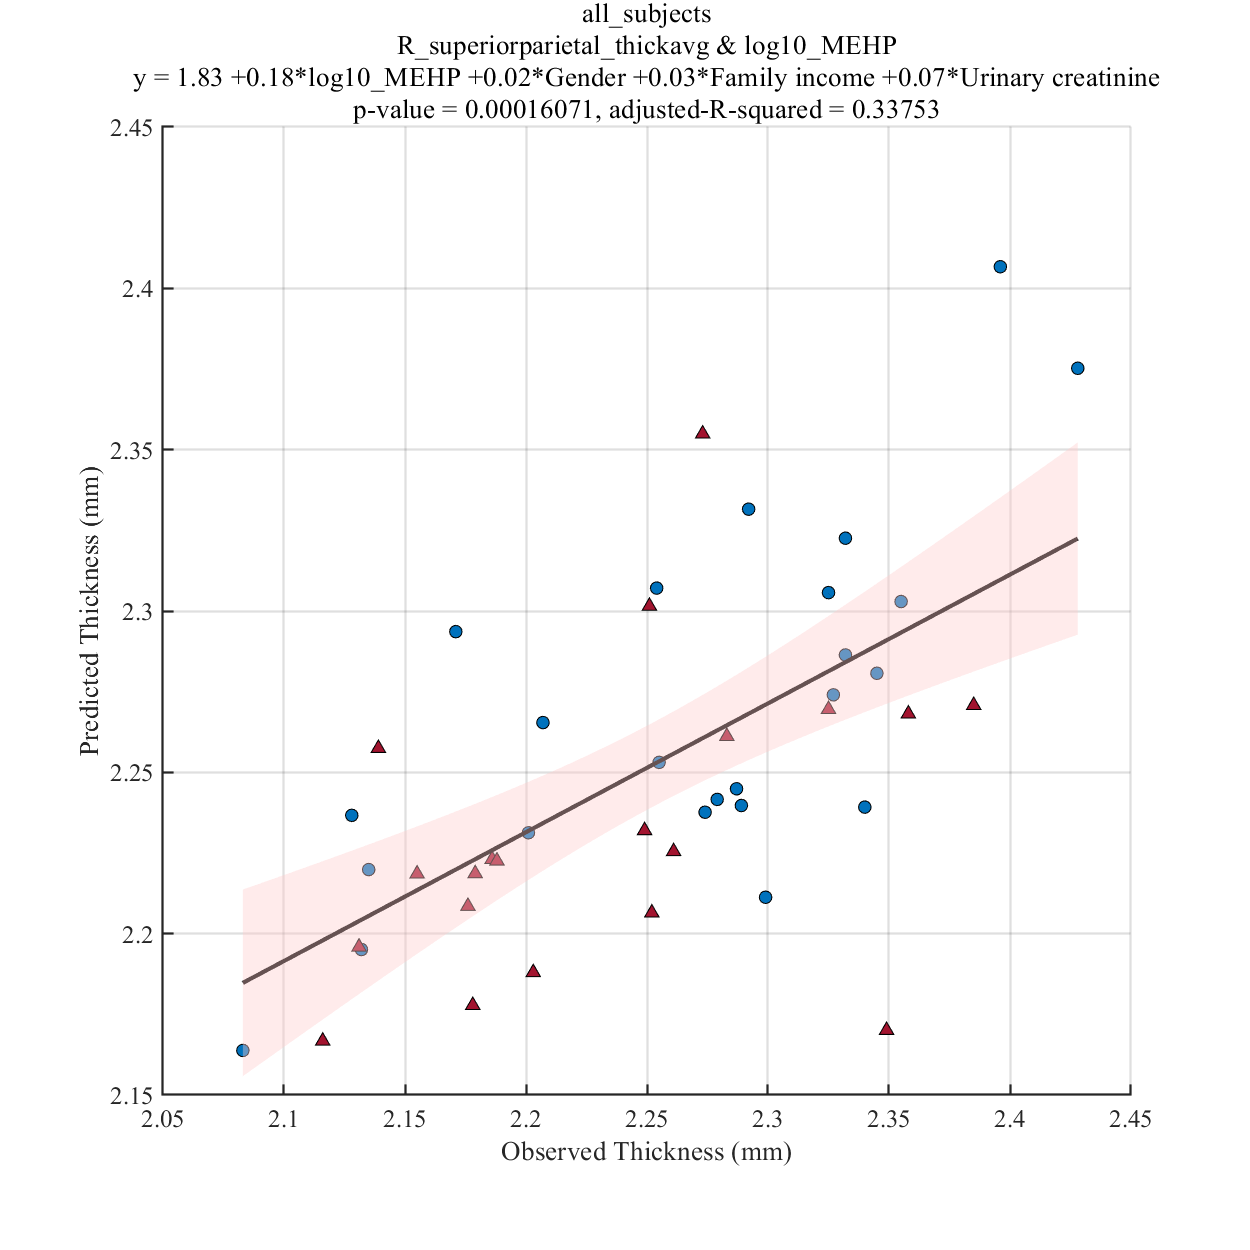 all_subjects
R_superiorparietal_thickavg & log10_MEHP
y = 1.83 +0.18*log10_MEHP +0.02*Gender +0.03*Family income +0.07*Urinary creatinine
p-value = 0.00016071, adjusted-R-squared = 0.33753
2.45
2.4
2.35
2.3
2.25
2.2
2.15
Predicted Thickness (mm)
2.05 2.1 2.15 2.2 2.25 2.3 2.35 2.4 2.45
Observed Thickness (mm)